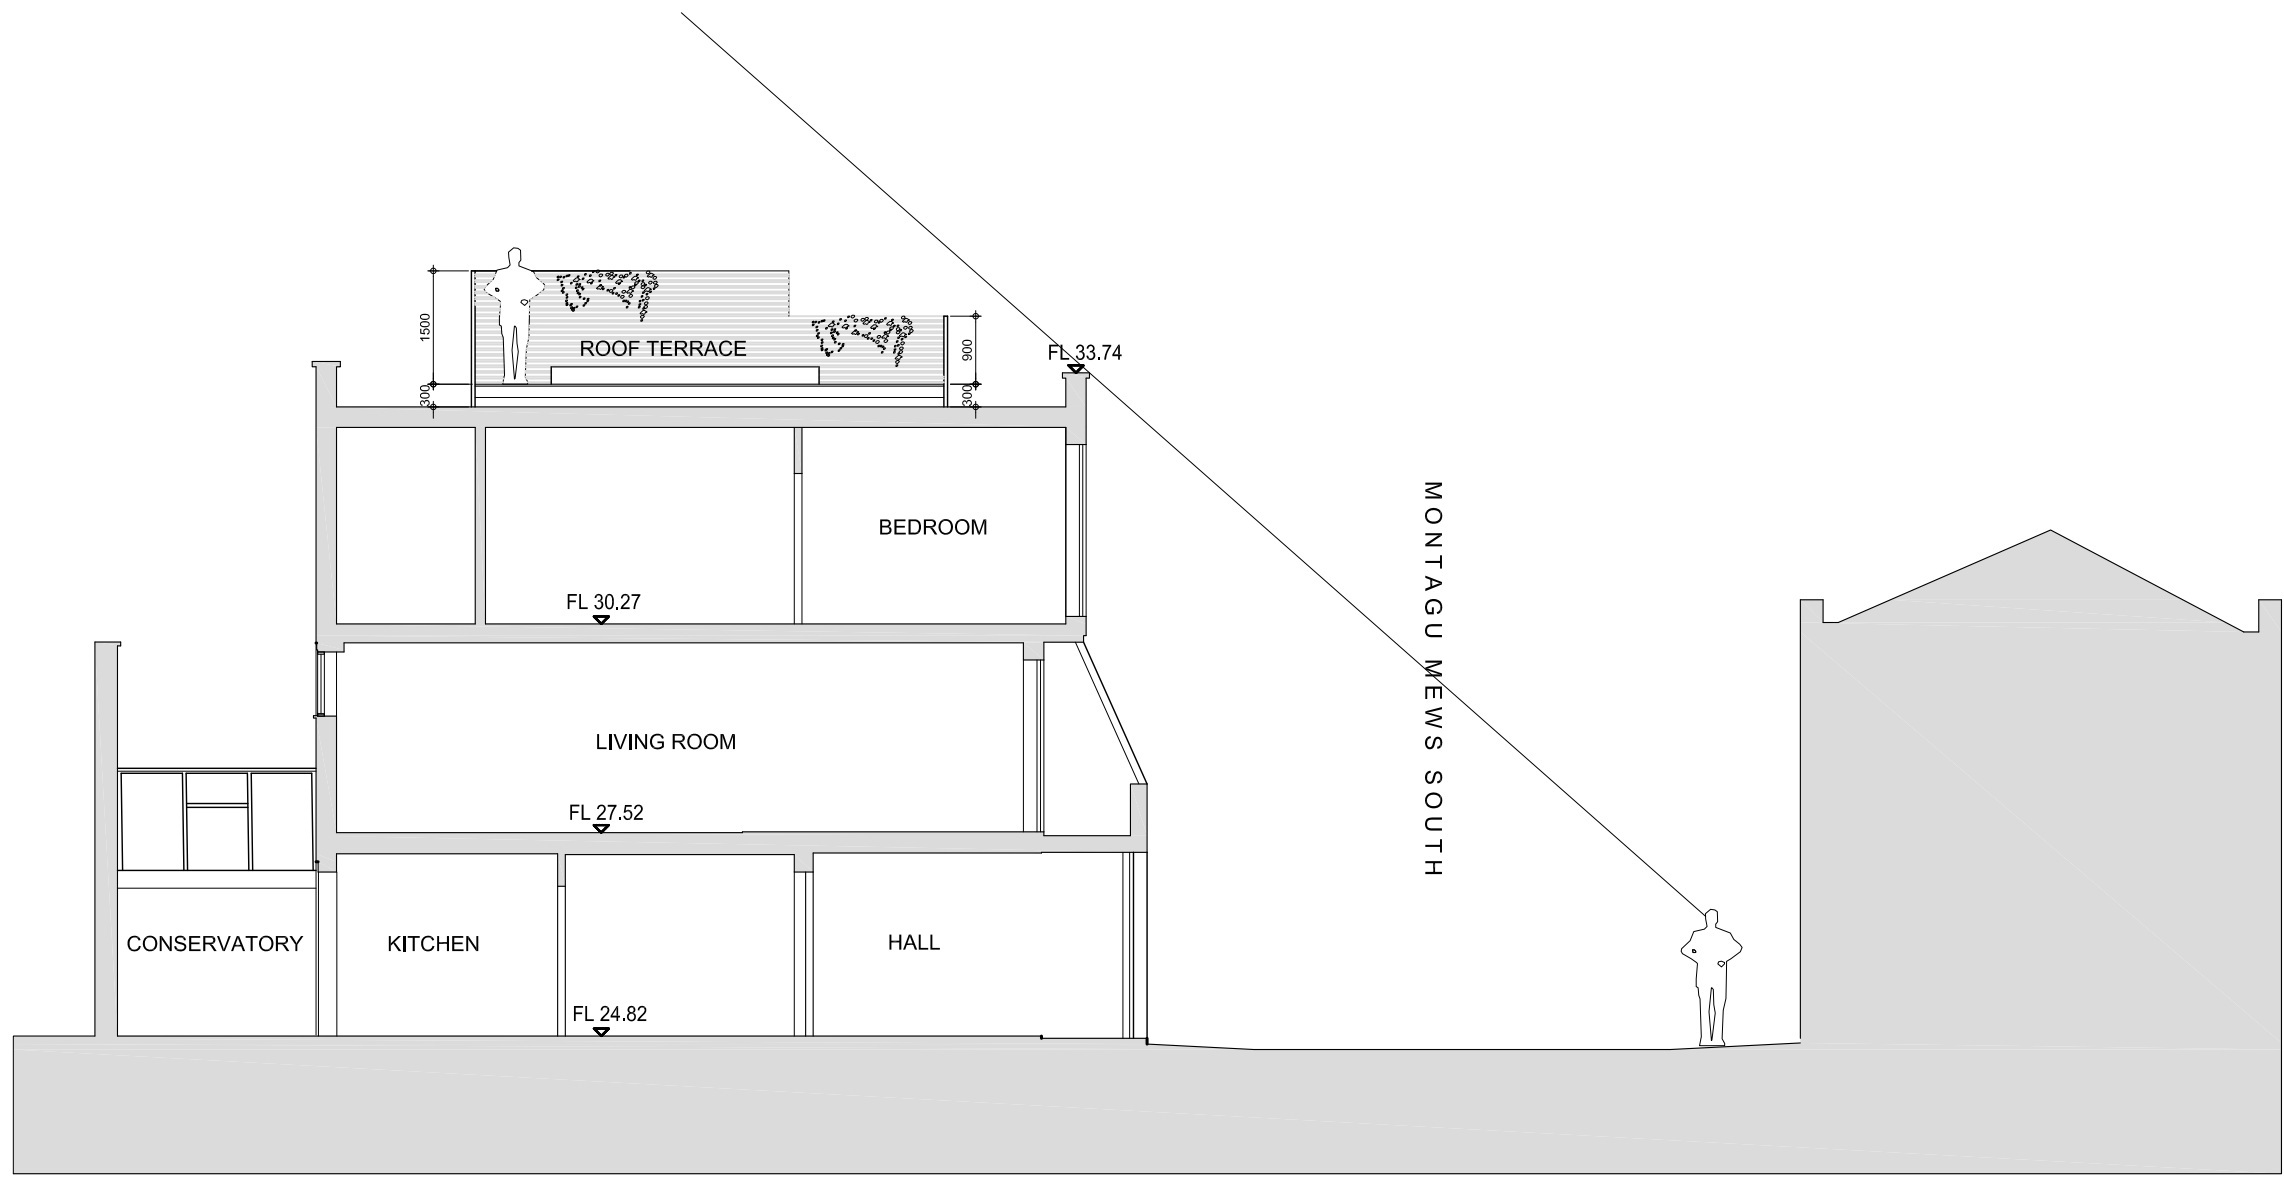 1500
300
ROOF TERRACE
900
300
FL 33.74
BEDROOM
FL 30.27
MONTAGU MEWS SOUTH
LIVING ROOM
FL 27.52
CONSERVATORY
KITCHEN
HALL
FL 24.82